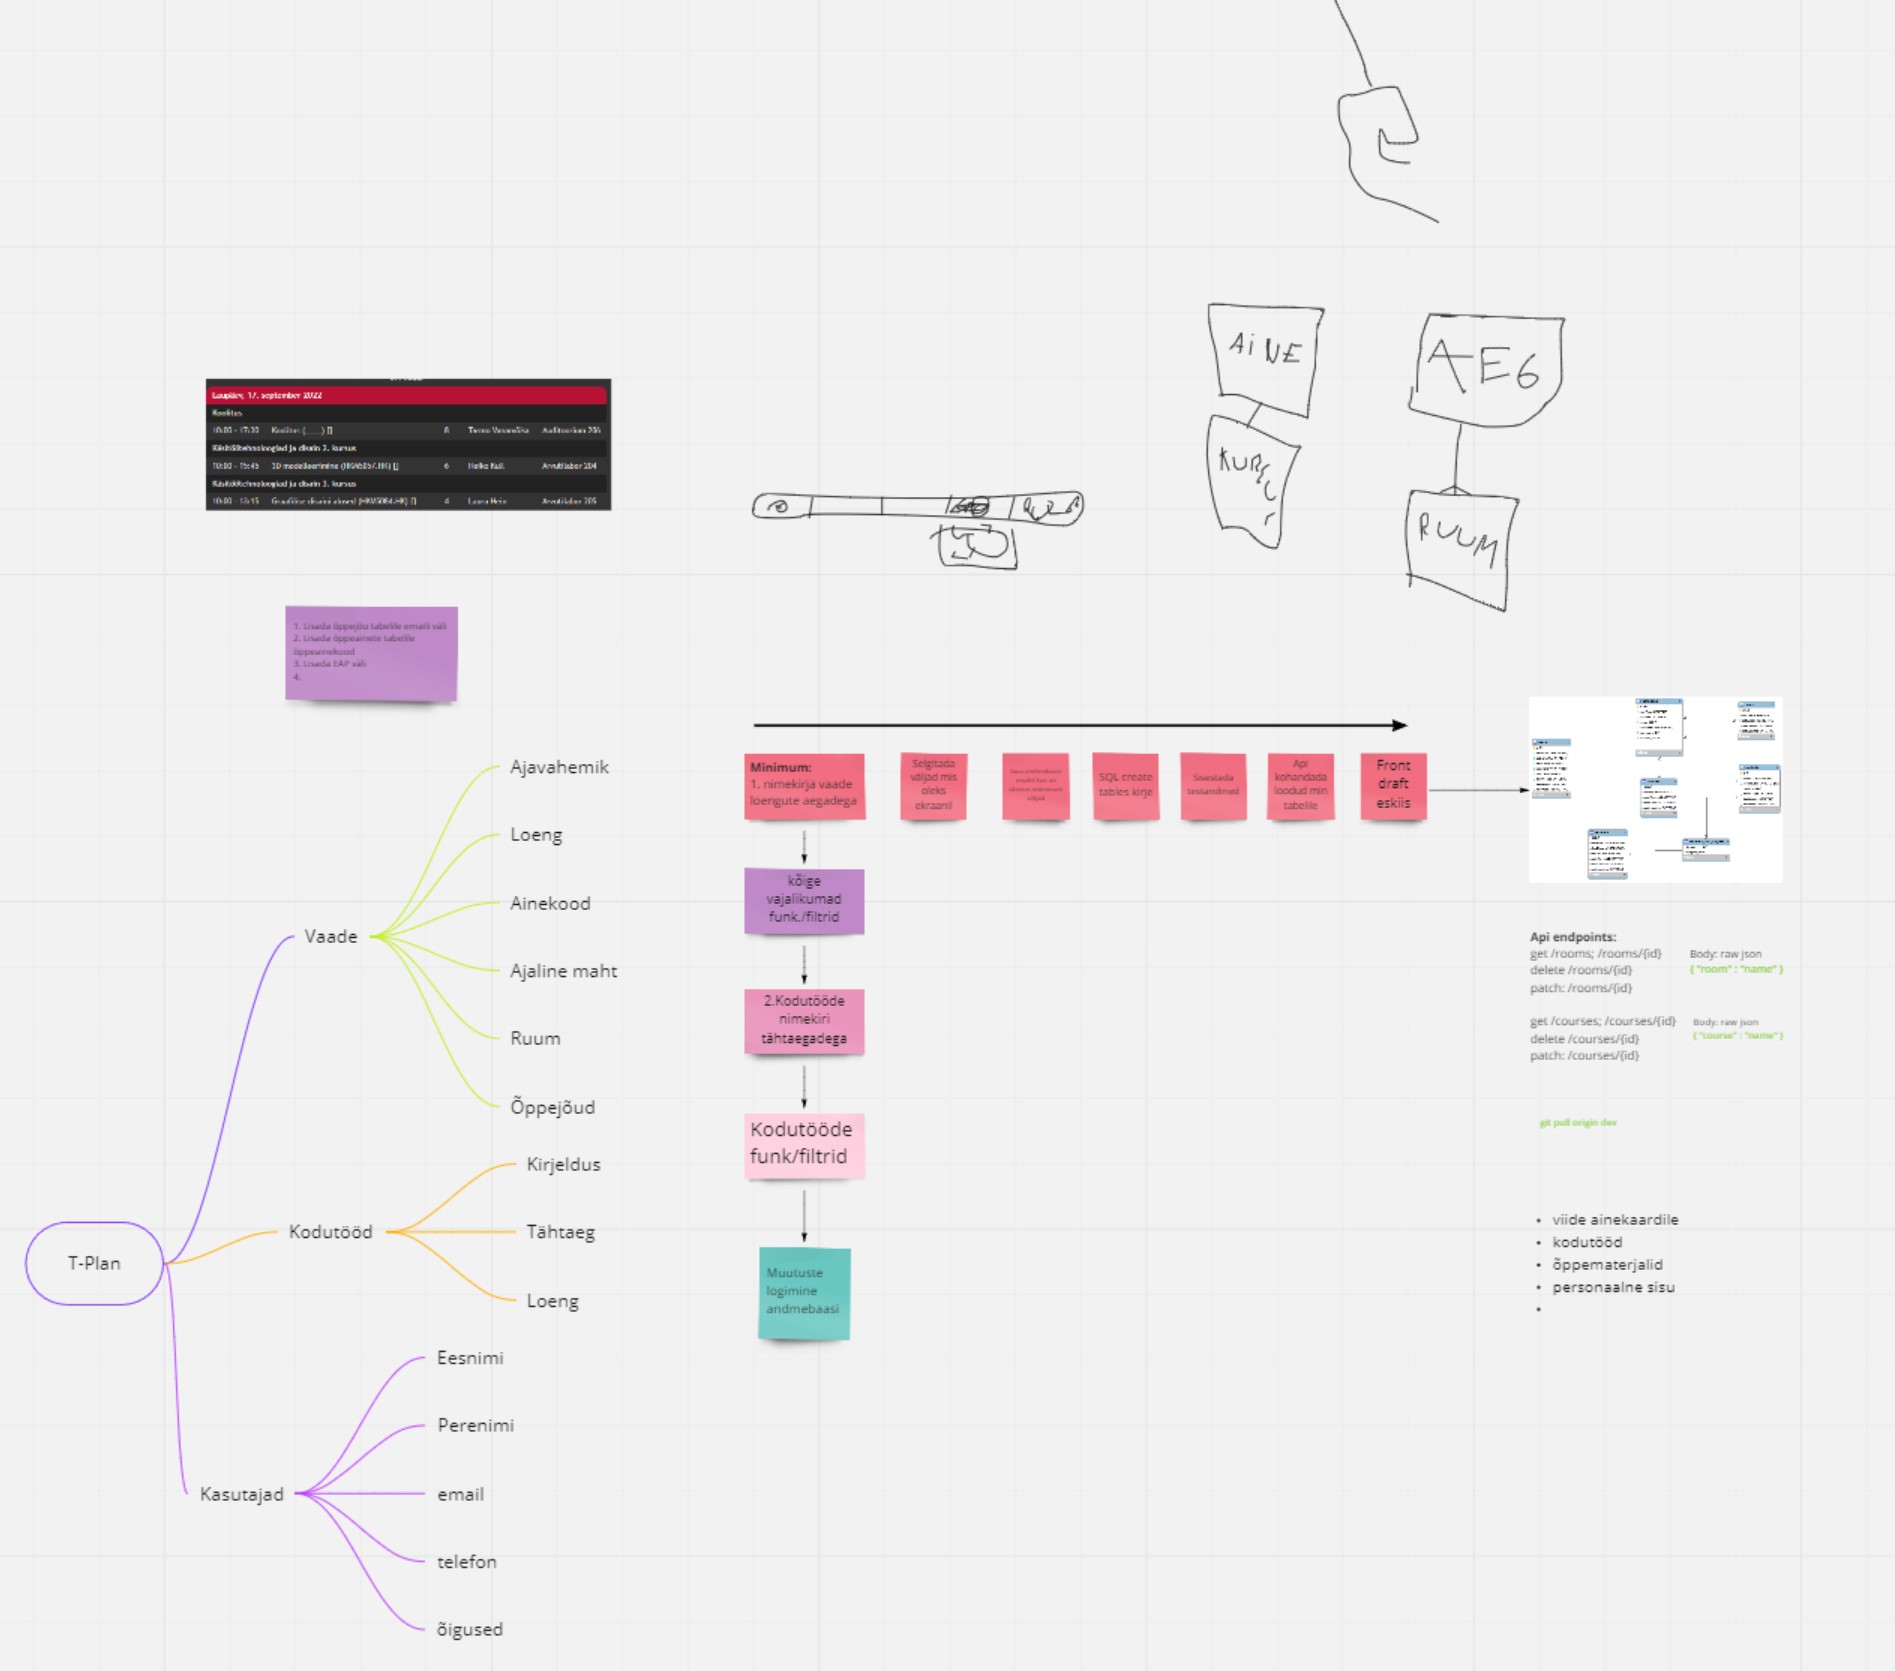 AiNE
AEG
KURSUS
RUUM
Laupäev, 17. september 2022
Koolitus
10:00 - 17:30 Koolitus (____) [] 8 Auditoorium 206
Käsitöötehnoloogiad ja disain 2. kursus
10:00 - 15:45 3D modelleerimine (HKM5057.HK) [] 6 Heiko Kull Arvutilabor 204
Käsitöötehnoloogiad ja disain 3. kursus
10:00 - 13:15 Graafilise disaini alused (HKM5084.HK) [] 4 Laura Hein Arvutilabor 205
1. Lisada õppejõu tabelile emaili väli
2. Lisada õppeainete tabelile
õppeainekood
3. Lisada EAP väli
4.
T-Plan
Vaade
Ajavahemik
Loeng
Ainekood
Ajaline maht
Ruum
Õppejõud
Kodutööd
Kirjeldus
Tähtaeg
Loeng
Kasutajad
Eesnimi
Perenimi
email
telefon
õigused
Minimum:
1. nimekirja vaade
loengute aegadega
Selgitada
väljad mis
oleks
ekraanil
SQL create
tables kirje
Sisestada
testandmed
Api
kohandada
loodud min
tabelile
Front
draft
eskiis
kõige
vajalikumad
funk./filtrid
2.Kodutööde
nimekiri
tähtaegadega
Kodutööde
funk/filtrid
Muutuste
logimine
andmebaasi
Api endpoints:
get /rooms; /rooms/{id}
delete /rooms/{id}
patch: /rooms/{id}
Body: raw json
{ "room" : "name" }
get /courses; /courses/{id}
delete /courses/{id}
patch: /courses/{id}
Body: raw json
{ "course" : "name" }
git pull origin dev
• viide ainekaardile
• kodutööd
• õppematerjalid
• personaalne sisu
•